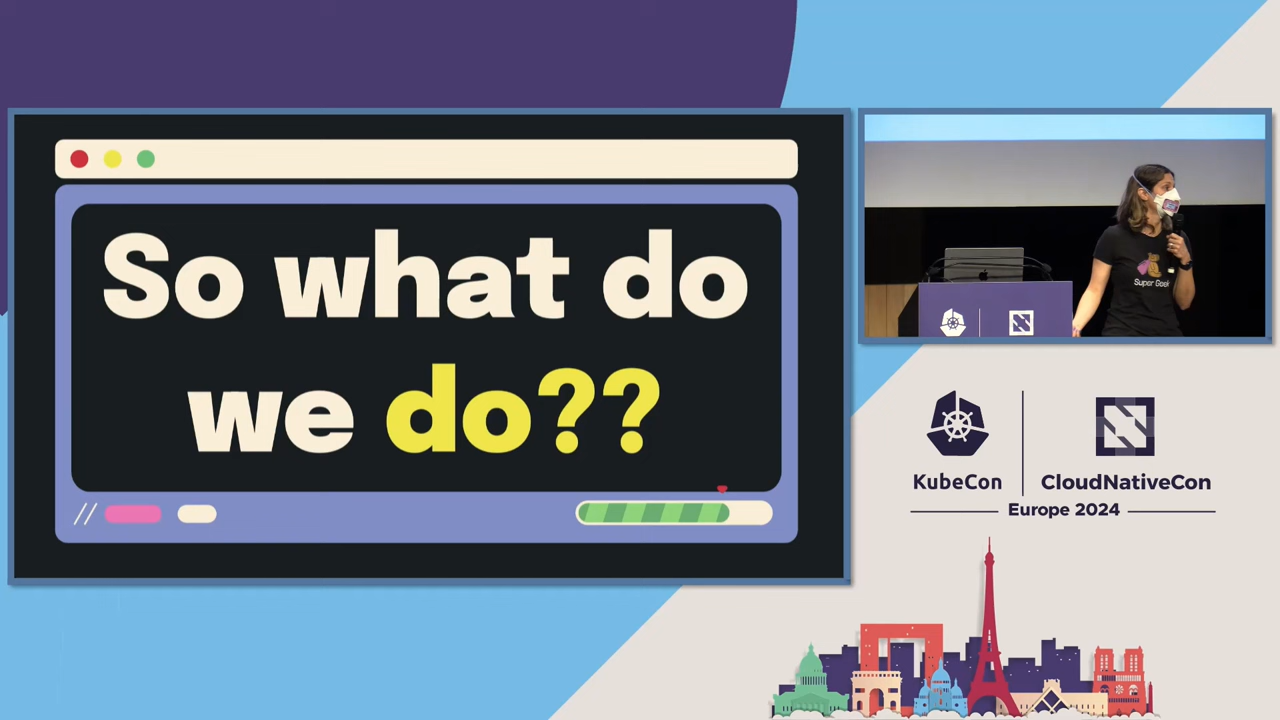 So what do
we do??
//
Super Geek
KubeCon
CloudNativeCon
Europe 2024